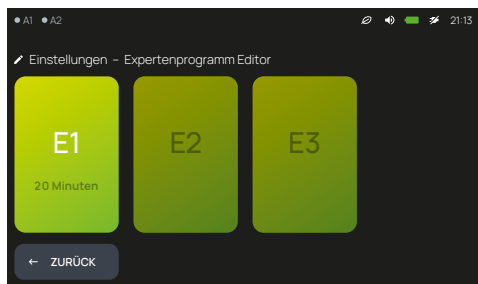 A1 A2 21:13
Einstellungen – Expertenprogramm Editor
E1 E2 E3
20 Minuten
← ZURÜCK